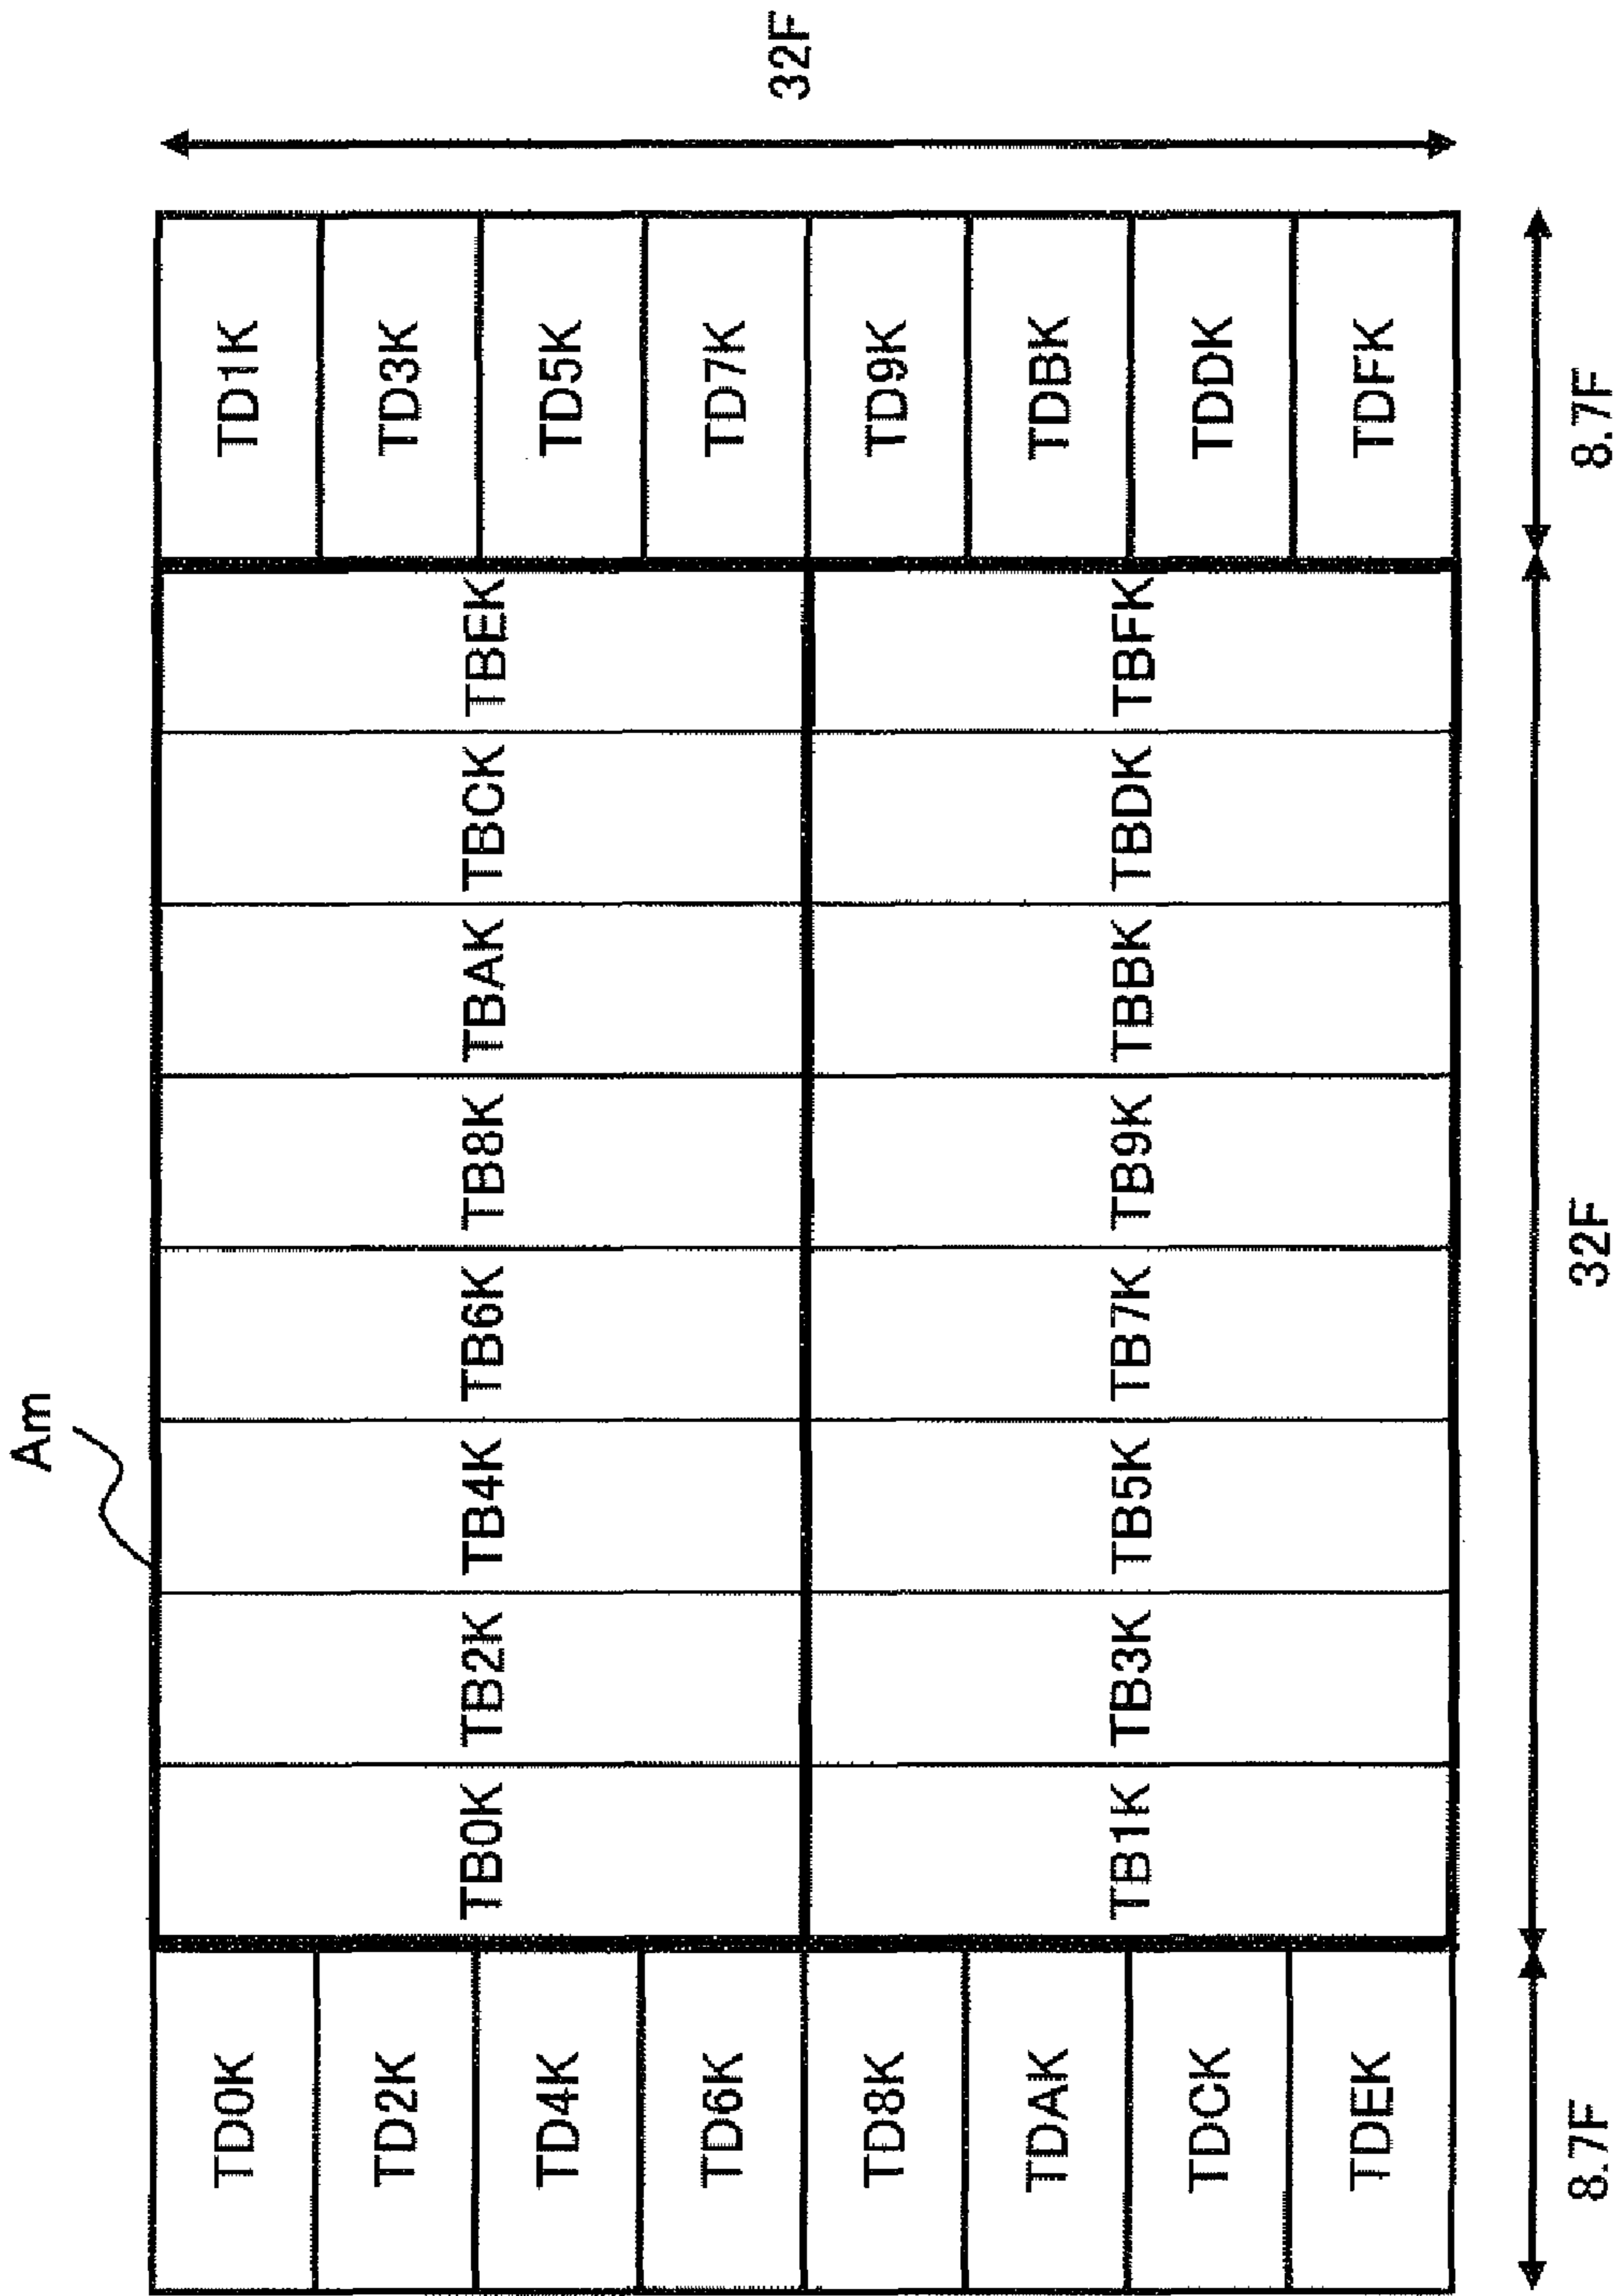 Am
TD0K
TD2K
TD4K
TD6K
TD8K
TDAK
TDCK
TDEK
TB0K TB2K TB4K TB6K TB8K TBAK TBCK TBEK
TB1K TB3K TB5K TB7K TB9K TBBK TBDK TBFK
TD1K
TD3K
TD5K
TD7K
TD9K
TDBK
TDDK
TDFK
32F
8.7F 32F 8.7F